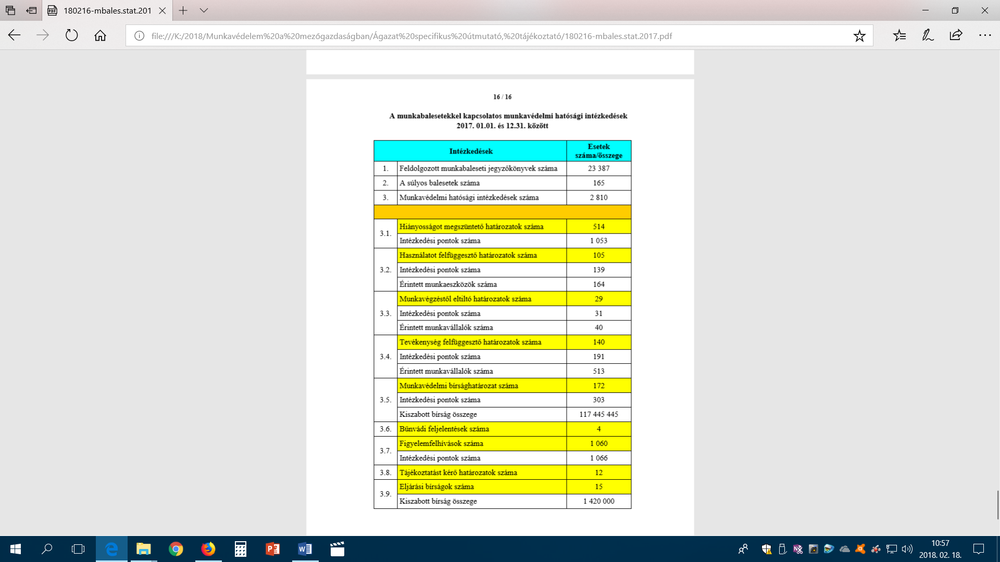 180216-mbales.stat.201
file:///K:/2018/Munkavédelem%20a%20mezőgazdaságban/Ágazat%20specifikus%20útmutató,%20tájékoztató/180216-mbales.stat.2017.pdf
16 / 16
A munkabalesetekkel kapcsolatos munkavédelmi hatósági intézkedések
2017. 01.01. és 12.31. között
Intézkedések Esetek száma/összege
1. Feldolgozott munkabaleseti jegyzőkönyvek száma 23 387
2. A súlyos balesetek száma 165
3. Munkavédelmi hatósági intézkedések száma 2 810
3.1. Hiányosságot megszüntető határozatok száma 514
Intézkedési pontok száma 1 053
3.2. Használatot felfüggesztő határozatok száma 105
Intézkedési pontok száma 139
Érintett munkaeszközök száma 164
3.3. Munkavégzéstől eltiltó határozatok száma 29
Intézkedési pontok száma 31
Érintett munkavállalók száma 40
3.4. Tevékenység felfüggesztő határozatok száma 140
Intézkedési pontok száma 191
Érintett munkavállalók száma 513
3.5. Munkavédelmi bírsághatározat száma 172
Intézkedési pontok száma 303
Kiszabott bírság összege 117 445 445
3.6. Bűnvádi feljelentések száma 4
3.7. Figyelemfelhívások száma 1 060
Intézkedési pontok száma 1 066
3.8. Tájékoztatást kérő határozatok száma 12
3.9. Eljárási bírságok száma 15
Kiszabott bírság összege 1 420 000
10:57
2018. 02. 18.